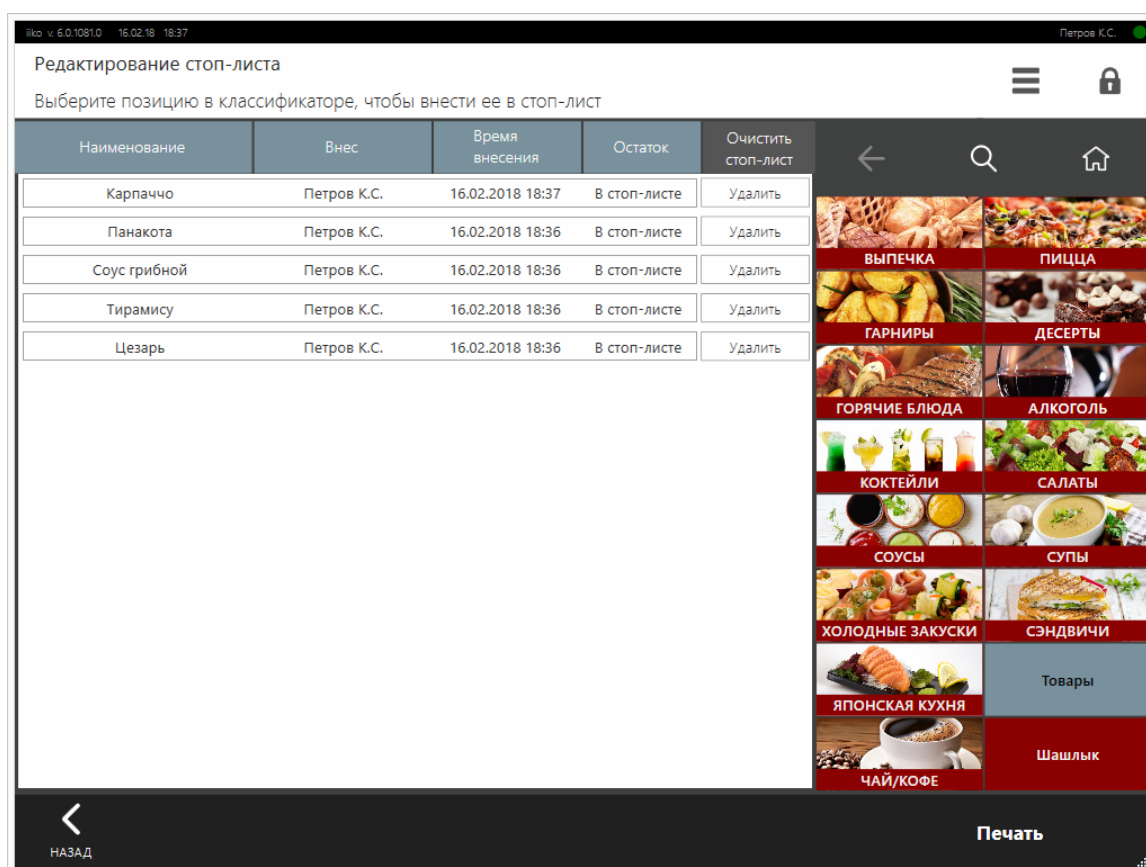 iiko v. 6.0.1081.0 16.02.18 18:37 Петров К.С.
Редактирование стоп-листа
Выберите позицию в классификаторе, чтобы внести ее в стоп-лист
Наименование Внес Время внесения Остаток Очистить стоп-лист
Карпаччо Петров К.С. 16.02.2018 18:37 В стоп-листе Удалить
Панакота Петров К.С. 16.02.2018 18:36 В стоп-листе Удалить
Соус грибной Петров К.С. 16.02.2018 18:36 В стоп-листе Удалить
Тирамису Петров К.С. 16.02.2018 18:36 В стоп-листе Удалить
Цезарь Петров К.С. 16.02.2018 18:36 В стоп-листе Удалить
ВЫПЕЧКА ПИЦЦА
ГАРНИРЫ ДЕСЕРТЫ
ГОРЯЧИЕ БЛЮДА АЛКОГОЛЬ
КОКТЕЙЛИ САЛАТЫ
СОУСЫ СУПЫ
ХОЛОДНЫЕ ЗАКУСКИ СЭНДВИЧИ
ЯПОНСКАЯ КУХНЯ Товары
ЧАЙ/КОФЕ Шашлык
НАЗАД Печать